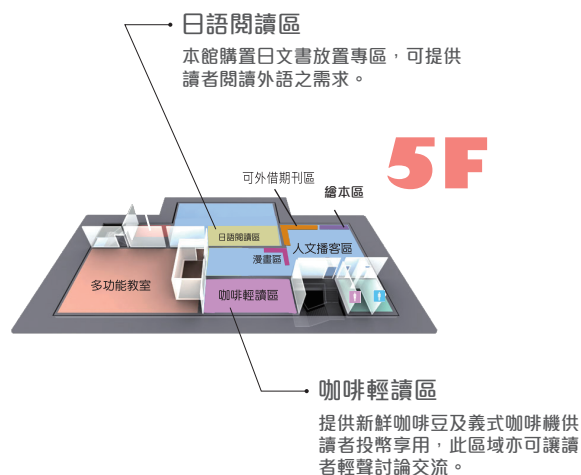 日語閱讀區
本館購置日文書放置專區，可提供
讀者閱讀外語之需求。
5F
可外借期刊區
繪本區
日語閱讀區
人文播客區
漫畫區
多功能教室
咖啡輕讀區
咖啡輕讀區
提供新鮮咖啡豆及義式咖啡機供
讀者投幣享用，此區域亦可讓讀
者輕聲討論交流。